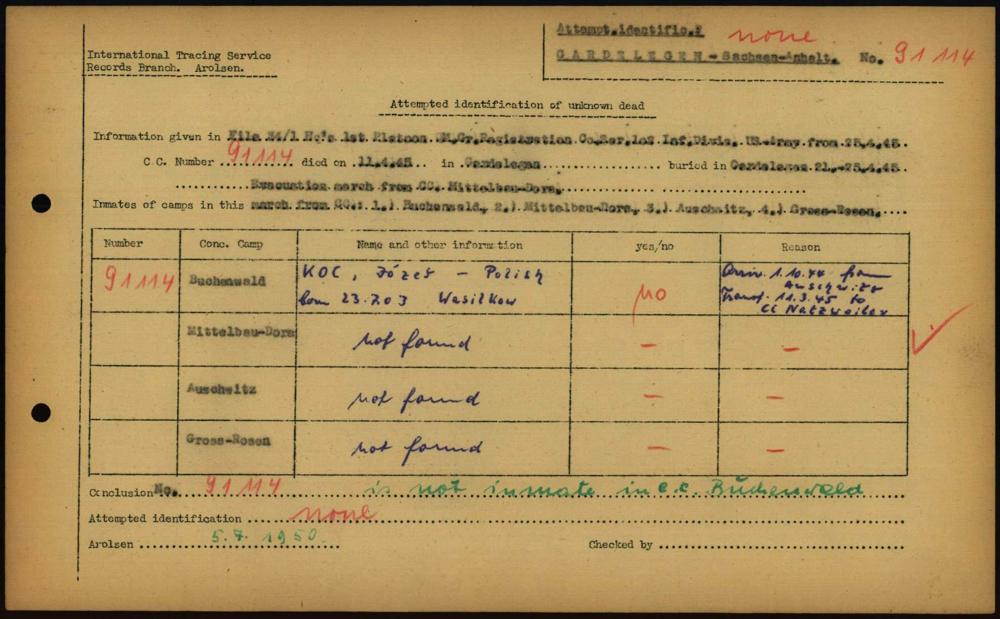 Attempt.identific.:
none
GARDELEGEN - Sachsen-Anhalt. No. 91114
International Tracing Service
Records Branch. Arolsen.
Attempted identification of unknown dead
Information given in File 24/1 Hq's 1st Platoon. QM.Gr.Registration Co. Inf.Divis. US-Army from 25.4.45.
C.C. Number 91114 died on 11.4.45 in Gardelegen buried in Gardelegen 21.-25.4.45
Evacuation march from CC. Mittelbau-Dora.
Inmates of camps in this march from CC.: 1.) Buchenwald, 2.) Mittelbau-Dora, 3.) Auschwitz, 4.) Gross-Rosen.
Number Conc. Camp Name and other information yes/no Reason
91114 Buchenwald KOC, Józef - Polish no Arriv. 1.10.44 from
born 23.7.03 Wasilkow Auschwitz
Transf. 11.3.45 to
CC Natzweiler
Mittelbau-Dora not found - -
Auschwitz not found - -
Gross-Rosen not found - -
Conclusion No. 91114 is not inmate in c.c. Buchenwald
Attempted identification none
Arolsen 5.7.1950. Checked by